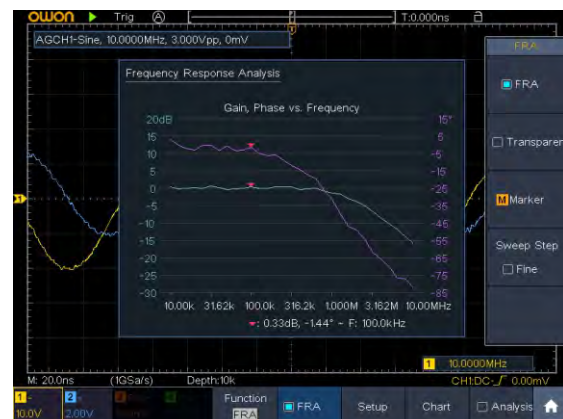 OWON Trig A T:0.000ns
AGCH1-Sine, 10.0000MHz, 3.000Vpp, 0mV
FRA
Frequency Response Analysis
FRA
Gain, Phase vs. Frequency
20dB 15°
15 5
10 -5
5 -15
0 -25
-5 -35
-10 -45
-15 -55
-20 -65
-25 -75
-30 -85
10.00k 31.62k 100.0k 316.2k 1.000M 3.162M 10.00MHz
: 0.33dB, -1.44° - F: 100.0kHz
Transparen
M Marker
Sweep Step
Fine
1
1 10.0000MHz
M: 20.0ns (1GSa/s) Depth:10k CH1:DC- 0.00mV
1 2
10.0V 2.00V
Function
FRA
FRA Setup Chart Analysis